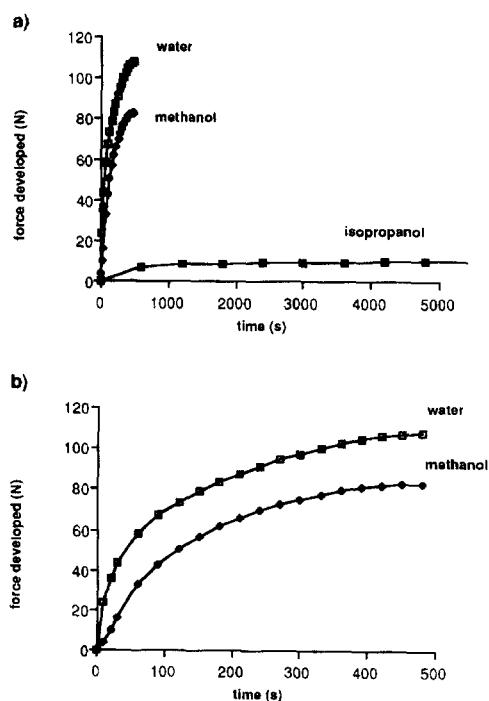 a)
force developed (N)
120
100
80
60
40
20
0
water
methanol
isopropanol
0 1000 2000 3000 4000 5000
time (s)
b)
force developed (N)
120
100
80
60
40
20
0
water
methanol
0 100 200 300 400 500
time (s)